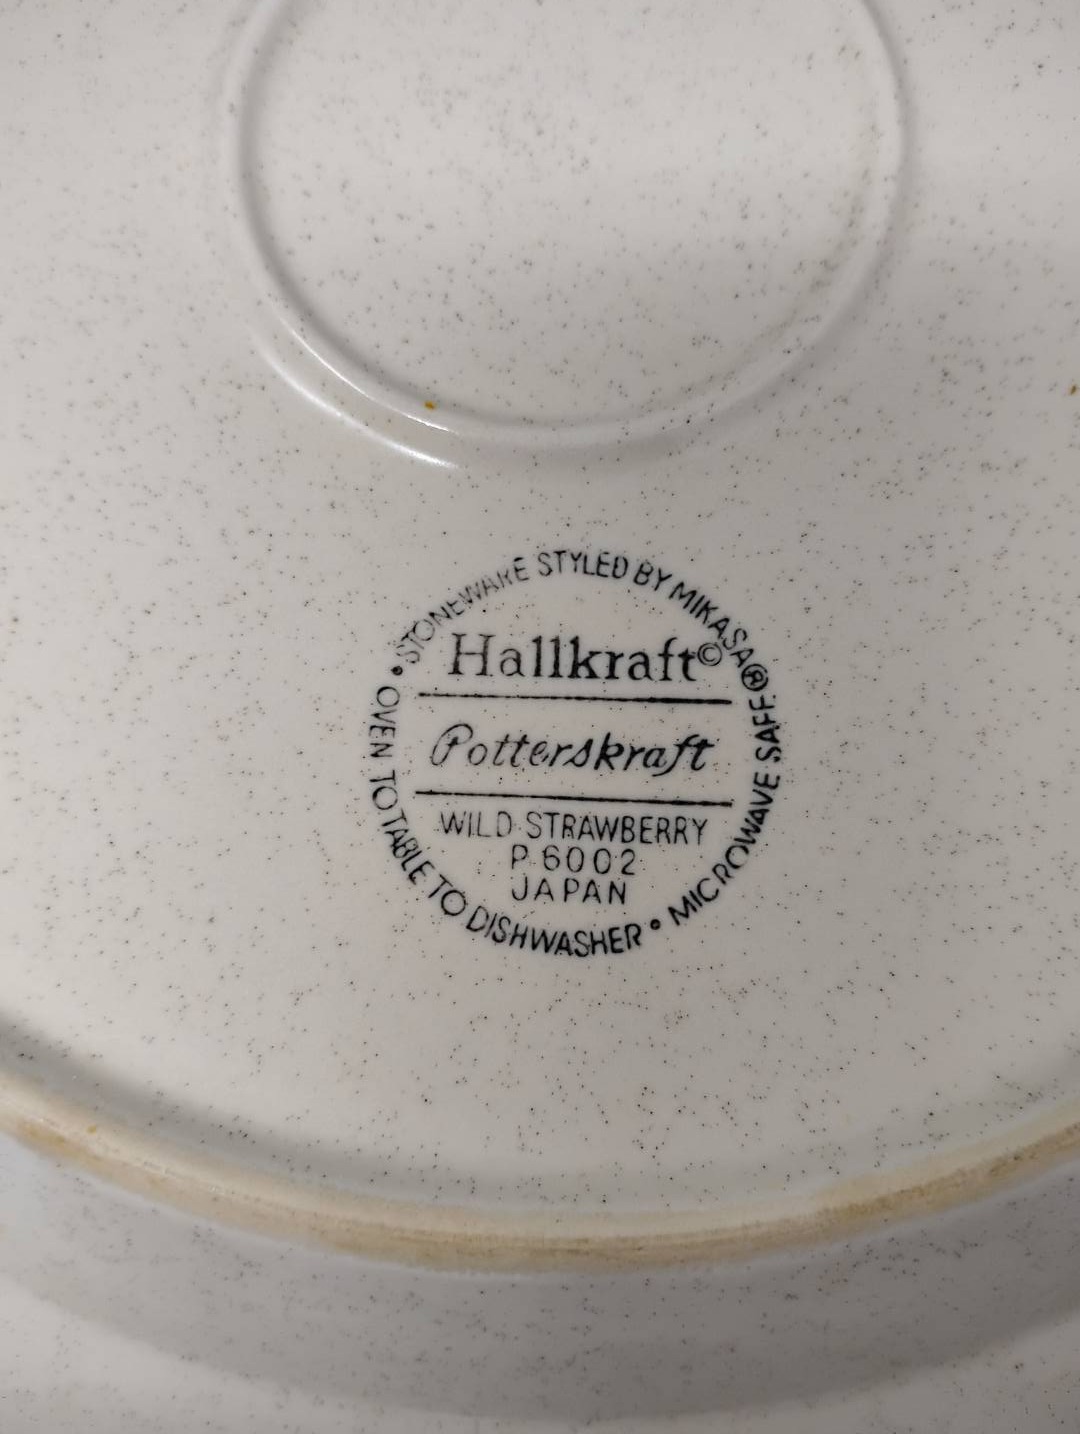 • STONEWARE STYLED BY MIKASA®
Hallkraft©
Potterskraft
WILD STRAWBERRY
P 6002
JAPAN
• OVEN TO TABLE TO DISHWASHER • MICROWAVE SAFE